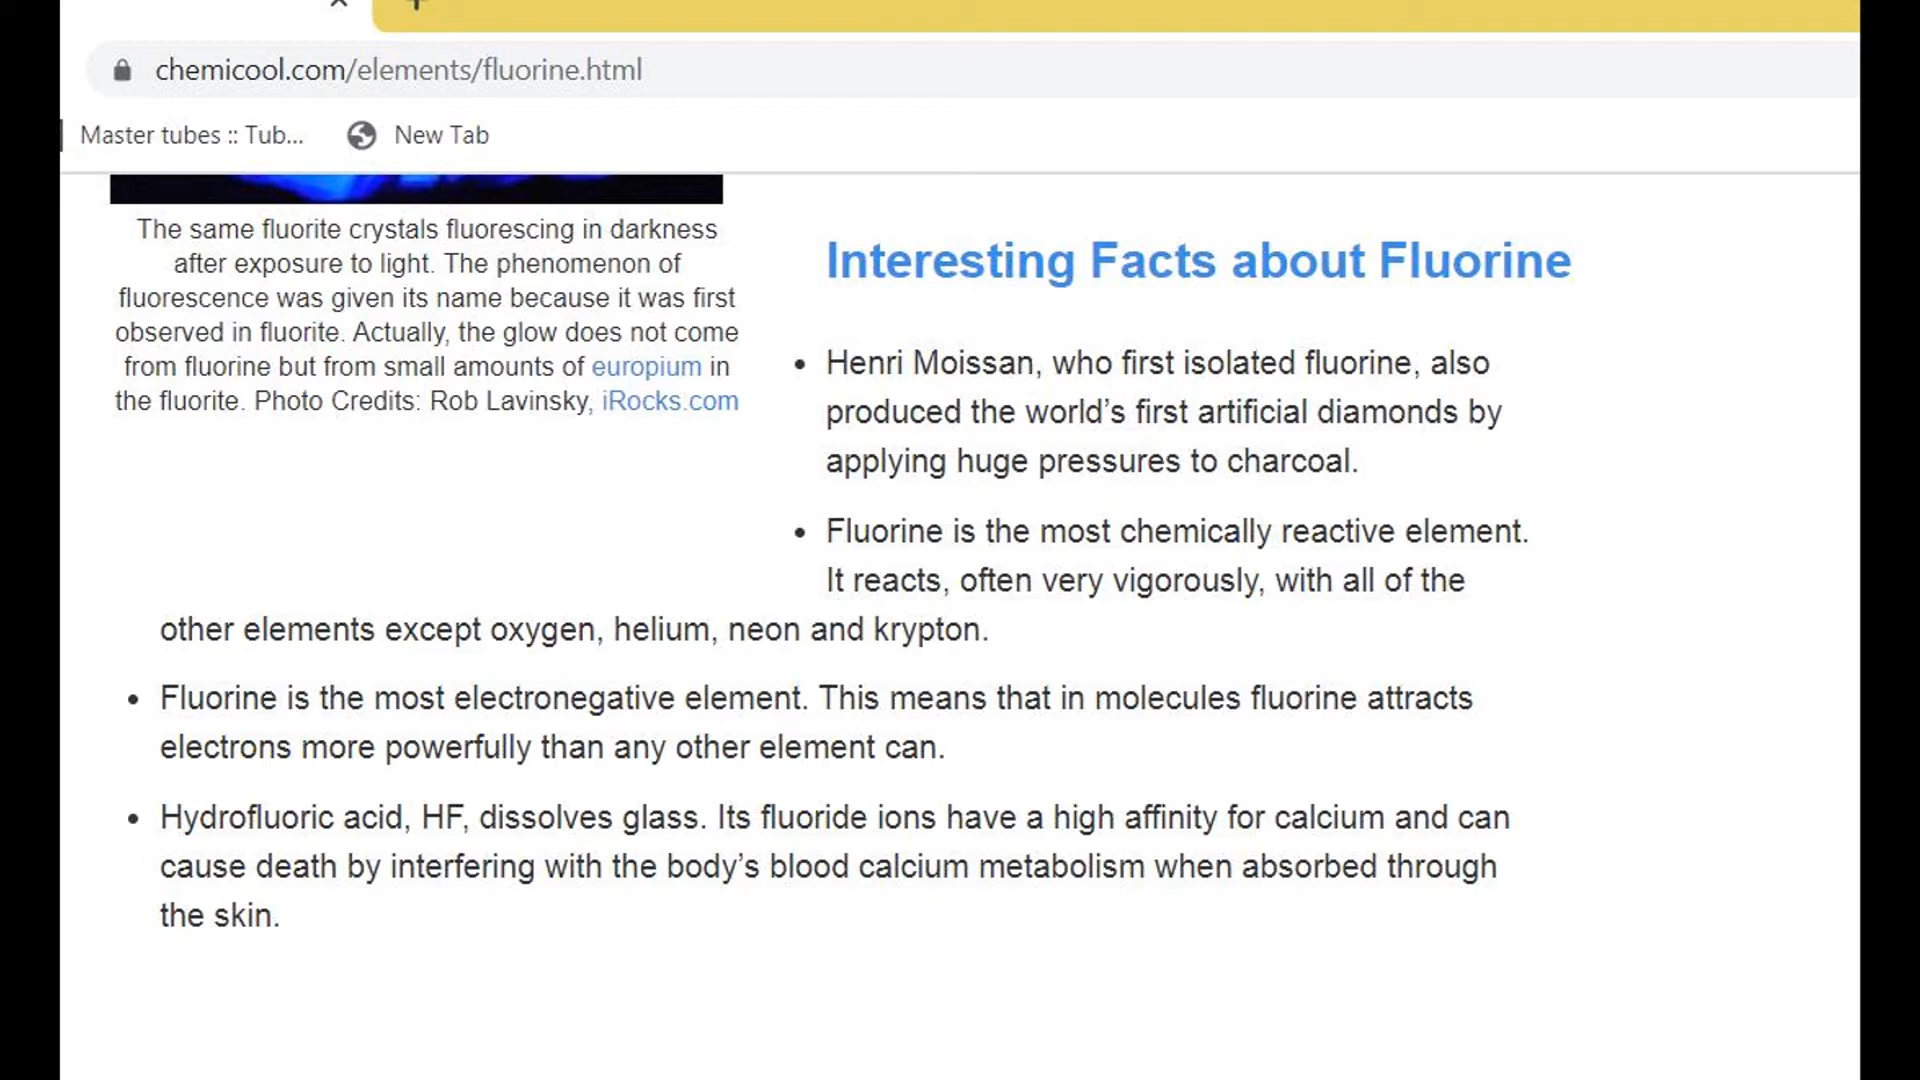 chemicool.com/elements/fluorine.html
Master tubes :: Tub...
New Tab
The same fluorite crystals fluorescing in darkness
after exposure to light. The phenomenon of
fluorescence was given its name because it was first
observed in fluorite. Actually, the glow does not come
from fluorine but from small amounts of europium in
the fluorite. Photo Credits: Rob Lavinsky, iRocks.com
Interesting Facts about Fluorine
• Henri Moissan, who first isolated fluorine, also
produced the world’s first artificial diamonds by
applying huge pressures to charcoal.
• Fluorine is the most chemically reactive element.
It reacts, often very vigorously, with all of the
other elements except oxygen, helium, neon and krypton.
• Fluorine is the most electronegative element. This means that in molecules fluorine attracts
electrons more powerfully than any other element can.
• Hydrofluoric acid, HF, dissolves glass. Its fluoride ions have a high affinity for calcium and can
cause death by interfering with the body’s blood calcium metabolism when absorbed through
the skin.